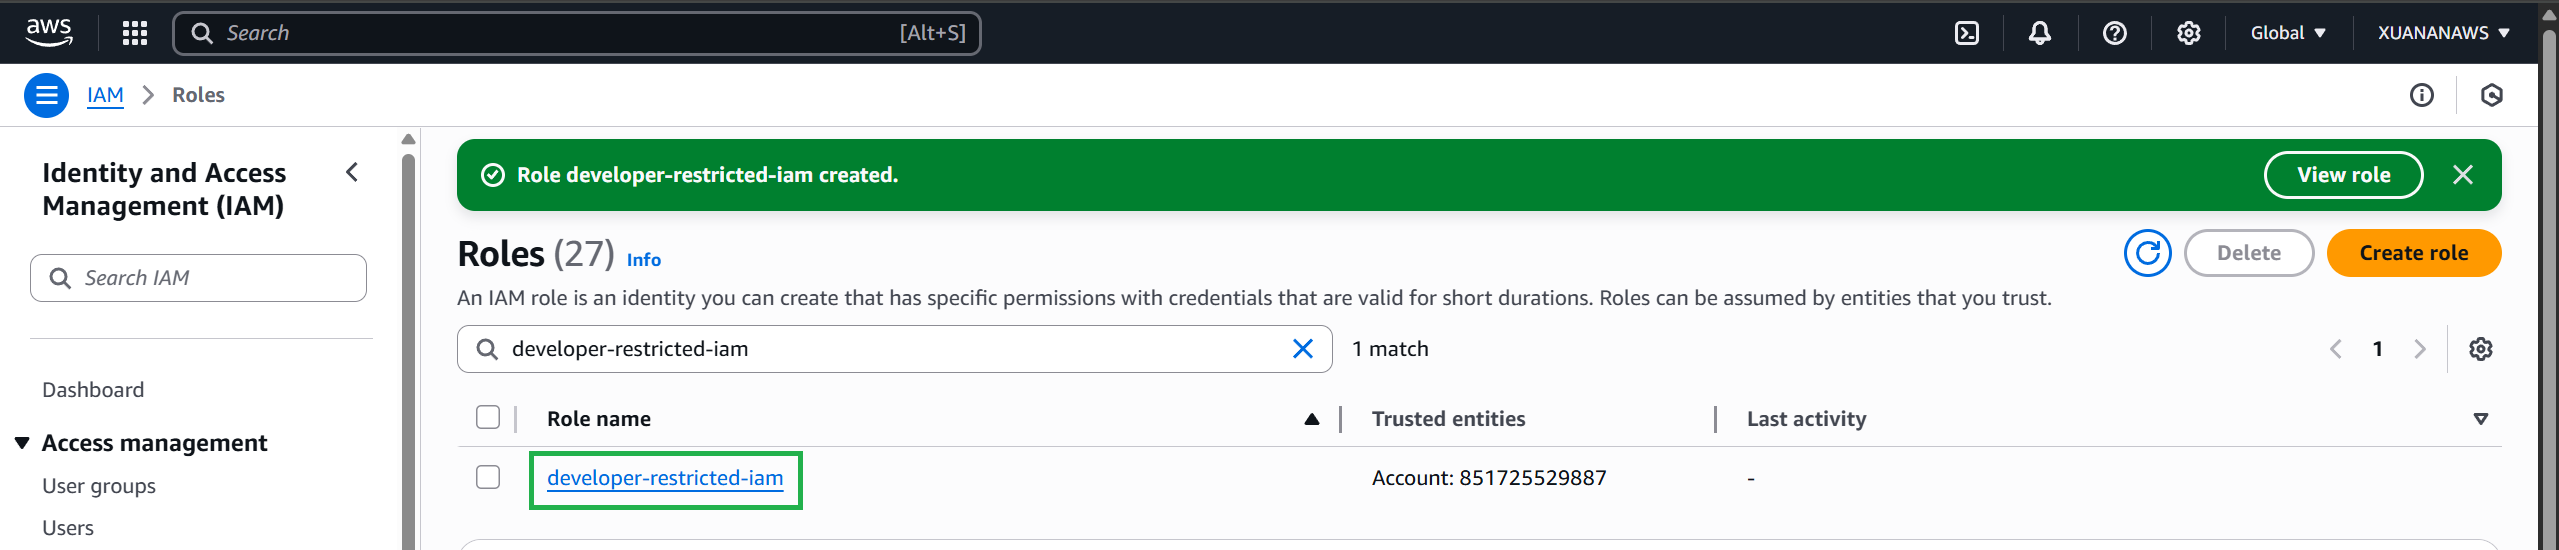 aws
Search
[Alt+S]
Global
XUANANAWS
IAM
Roles
Identity and Access
Management (IAM)
Search IAM
Dashboard
Access management
User groups
Users
Role developer-restricted-iam created.
View role
Roles (27) Info
Delete
Create role
An IAM role is an identity you can create that has specific permissions with credentials that are valid for short durations. Roles can be assumed by entities that you trust.
developer-restricted-iam
1 match
1
Role name
Trusted entities
Last activity
developer-restricted-iam
Account: 851725529887
-